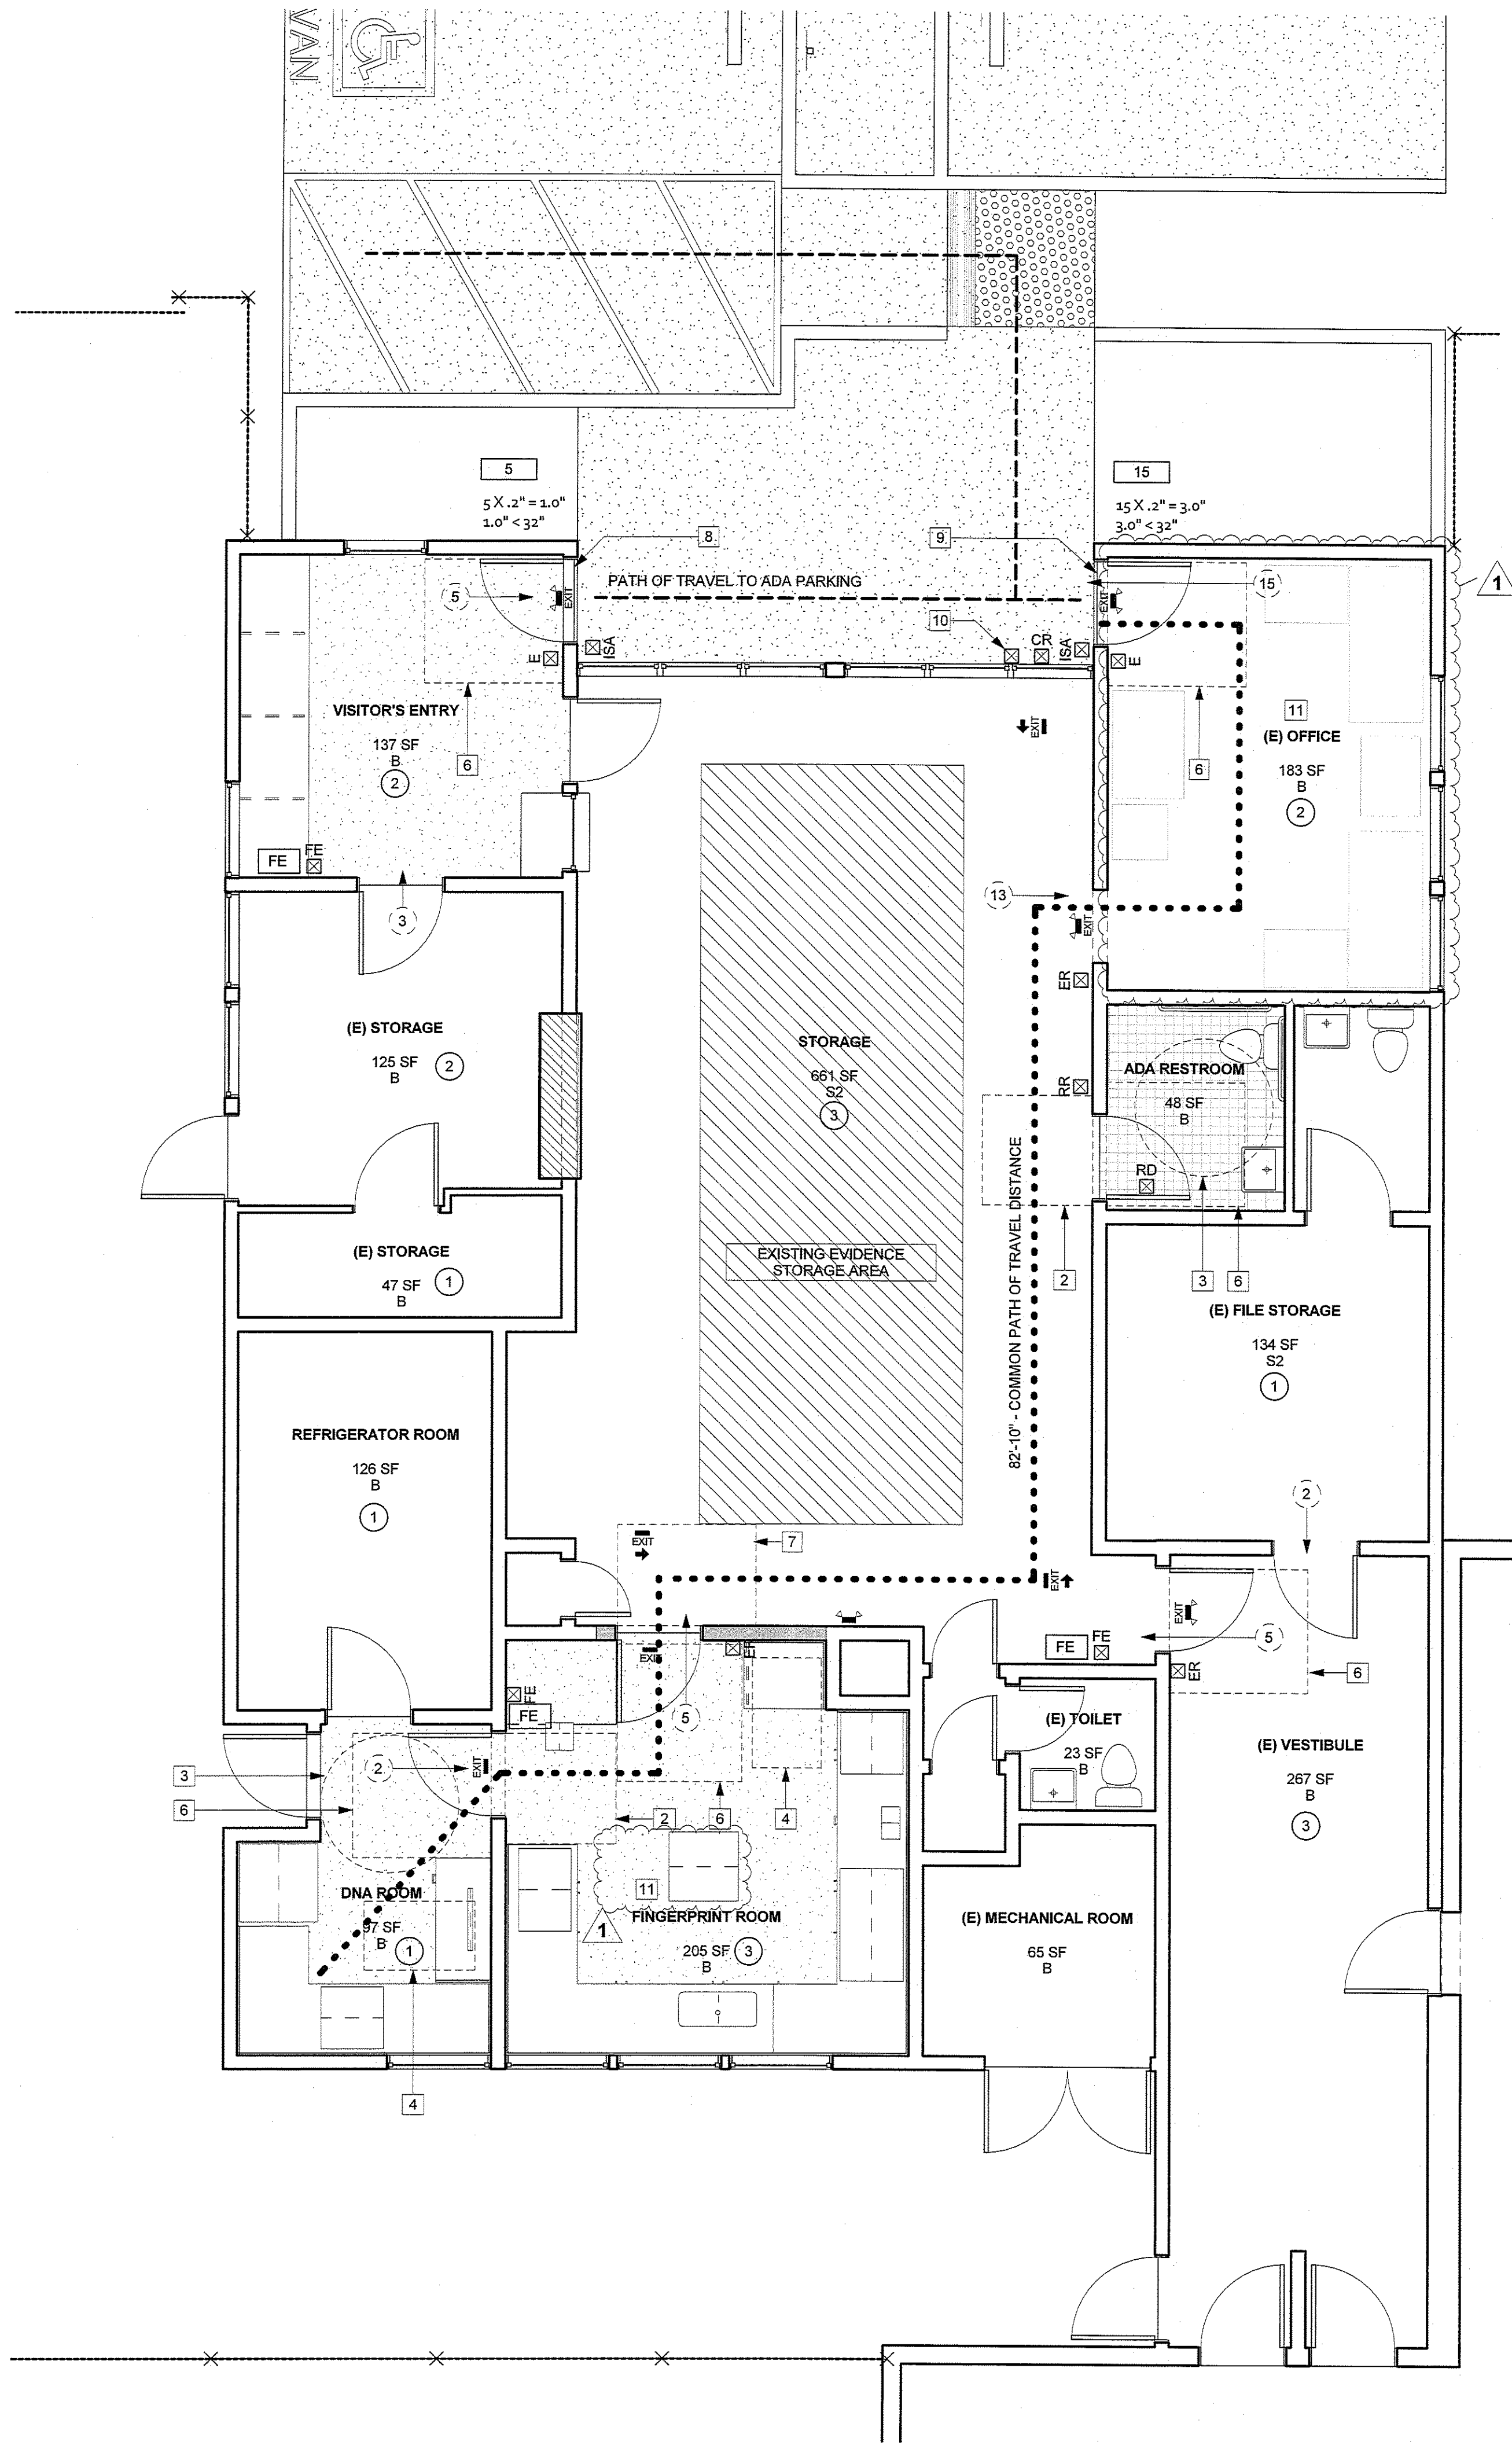 VAN
5
5 X .2" = 1.0"
1.0" < 32"
15
15 X .2" = 3.0"
3.0" < 32"
8
9
PATH OF TRAVEL TO ADA PARKING
5
EXIT
EXIT
15
1
10
CR
ISA
ISA
E
E
VISITOR'S ENTRY
137 SF
B
2
6
EXIT
11
(E) OFFICE
183 SF
B
2
6
FE
FE
3
13
EXIT
ER
(E) STORAGE
125 SF
B
2
STORAGE
661 SF
S2
3
RR
ADA RESTROOM
48 SF
B
RD
(E) STORAGE
47 SF
B
1
EXISTING EVIDENCE
STORAGE AREA
82'-10" - COMMON PATH OF TRAVEL DISTANCE
2
3
6
(E) FILE STORAGE
134 SF
S2
1
REFRIGERATOR ROOM
126 SF
B
1
2
EXIT
7
EXIT
EXIT
FE
FE
5
ER
6
EXIT
ER
FE
FE
5
(E) TOILET
23 SF
B
(E) VESTIBULE
267 SF
B
3
3
6
2
EXIT
2
6
4
11
1
DNA ROOM
97 SF
B
1
FINGERPRINT ROOM
205 SF
B
3
(E) MECHANICAL ROOM
65 SF
B
4